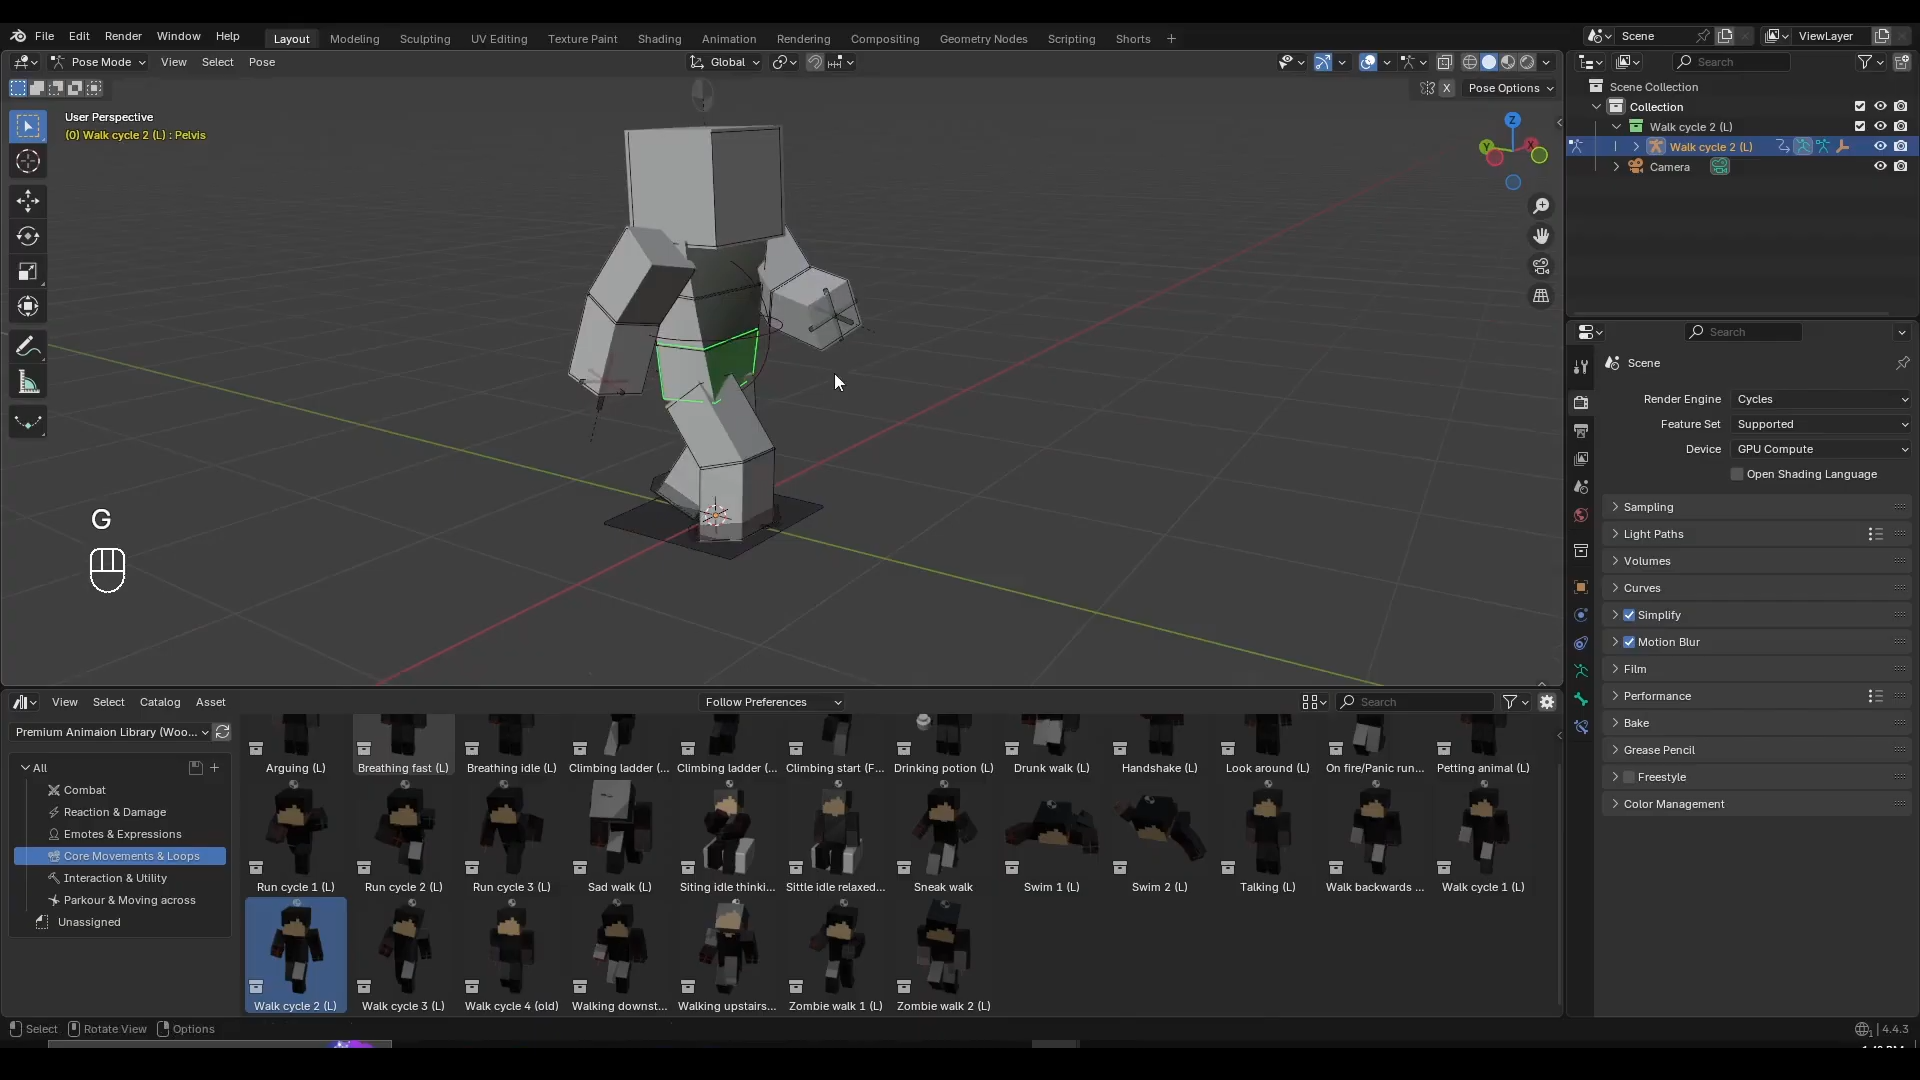 File Edit Render Window Help
Layout Modeling Sculpting UV Editing Texture Paint Shading Animation Rendering Compositing Geometry Nodes Scripting Shorts +
Scene ViewLayer
Pose Mode View Select Pose
Global
Search
X Pose Options
User Perspective
(0) Walk cycle 2 (L) : Pelvis
Z
Y
X
G
Scene Collection
Collection
Walk cycle 2 (L)
Walk cycle 2 (L)
Camera
Search
Scene
Render Engine Cycles
Feature Set Supported
Device GPU Compute
Open Shading Language
Sampling
Light Paths
Volumes
Curves
Simplify
Motion Blur
Film
Performance
Bake
Grease Pencil
Freestyle
Color Management
View Select Catalog Asset
Follow Preferences
Search
Premium Animaion Library (Woo...
All
Combat
Reaction & Damage
Emotes & Expressions
Core Movements & Loops
Interaction & Utility
Parkour & Moving across
Unassigned
Arguing (L) Breathing fast (L) Breathing idle (L) Climbing ladder (... Climbing ladder (... Climbing start (F... Drinking potion (L) Drunk walk (L) Handshake (L) Look around (L) On fire/Panic run... Petting animal (L)
Run cycle 1 (L) Run cycle 2 (L) Run cycle 3 (L) Sad walk (L) Siting idle thinki... Sittle idle relaxed... Sneak walk Swim 1 (L) Swim 2 (L) Talking (L) Walk backwards ... Walk cycle 1 (L)
Walk cycle 2 (L) Walk cycle 3 (L) Walk cycle 4 (old) Walking downst... Walking upstairs... Zombie walk 1 (L) Zombie walk 2 (L)
Select Rotate View Options
4.4.3